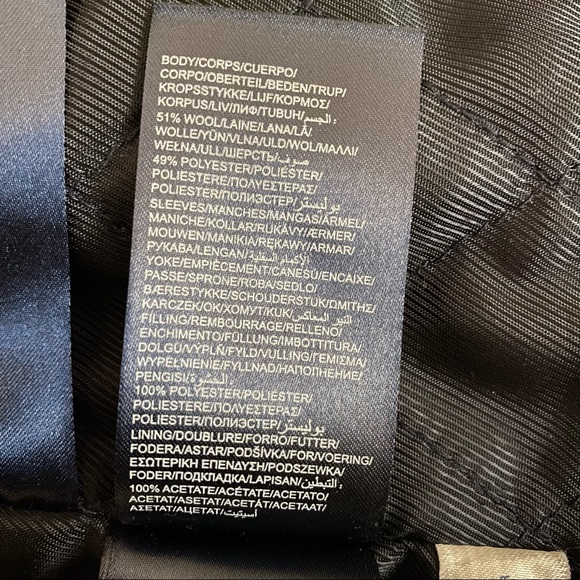 BODY/CORPS/CUERPO/
CORPO/OBERTEIL/BEDEN/TRUP/
KROPSSTYKKE/LIJF/ΚΟΡΜΟΣ/
KORPUS/LIV/ЛИФ/TUBUH/الجسم:
51% WOOL/LAINE/LANA/LÃ/
WOLLE/YÜN/VLNA/ULD/WOL/ΜΑΛΛΙ/
WEŁNA/ULL/ШЕРСТЬ/صوف
49% POLYESTER/POLIÉSTER/
POLIESTERE/ΠΟΛΥΕΣΤΕΡΑΣ/
POLIESTER/ПОЛИЭСТЕР/بوليستر
SLEEVES/MANCHES/MANGAS/ÄRMEL/
MANICHE/KOLLAR/RUKÁVY/ÆRMER/
MOUWEN/ΜΑΝΙΚΙΑ/RĘKAWY/ARMAR/
РУКАВА/LENGAN/الأكمام السفلية/
YOKE/EMPIÈCEMENT/CANESÚ/ENCAIXE/
PASSE/SPRONE/ROBA/SEDLO/
BÆRESTYKKE/SCHOUDERSTUK/ΩΜΙΤΗΣ/
KARCZEK/OK/ХОМУТ/KUK/النير المعاكس/
FILLING/REMBOURRAGE/RELLENO/
ENCHIMENTO/FÜLLUNG/IMBOTTITURA/
DOLGÚ/VÝPLŇ/FYLD/VULLING/ΓΕΜΙΣΜΑ/
WYPEŁNIENIE/FYLLNAD/НАПОЛНЕНИЕ/
PENGISI/الحشوة:
100% POLYESTER/POLIÉSTER/
POLIESTERE/ΠΟΛΥΕΣΤΕΡΑΣ/
POLIESTER/ПОЛИЭСТЕР/بوليستر
LINING/DOUBLURE/FORRO/FUTTER/
FODERA/ASTAR/PODŠÍVKA/FOR/VOERING/
ΕΣΩΤΕΡΙΚΗ ΕΠΕΝΔΥΣΗ/PODSZEWKA/
FODER/ПОДКЛАДКА/LAPISAN/التبطين:
100% ACETATE/ACÉTATE/ACETATO/
ACETAT/ASETAT/ACETÁT/ACETAAT/
ΑΣΕΤΑΤ/АЦЕТАТ/أسيتيت